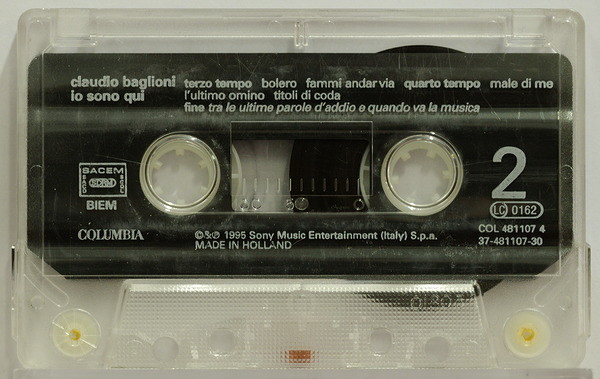 claudio baglioni
io sono qui
terzo tempo bolero fammi andar via quarto tempo male di me
l'ultimo omino titoli di coda
fine tra le ultime parole d'addio e quando va la musica
SACEM
SDRM
BIEM
2
LC 0162
50
COLUMBIA
©&℗ 1995 Sony Music Entertainment (Italy) S.p.a.
MADE IN HOLLAND
COL 481107 4
37-481107-30